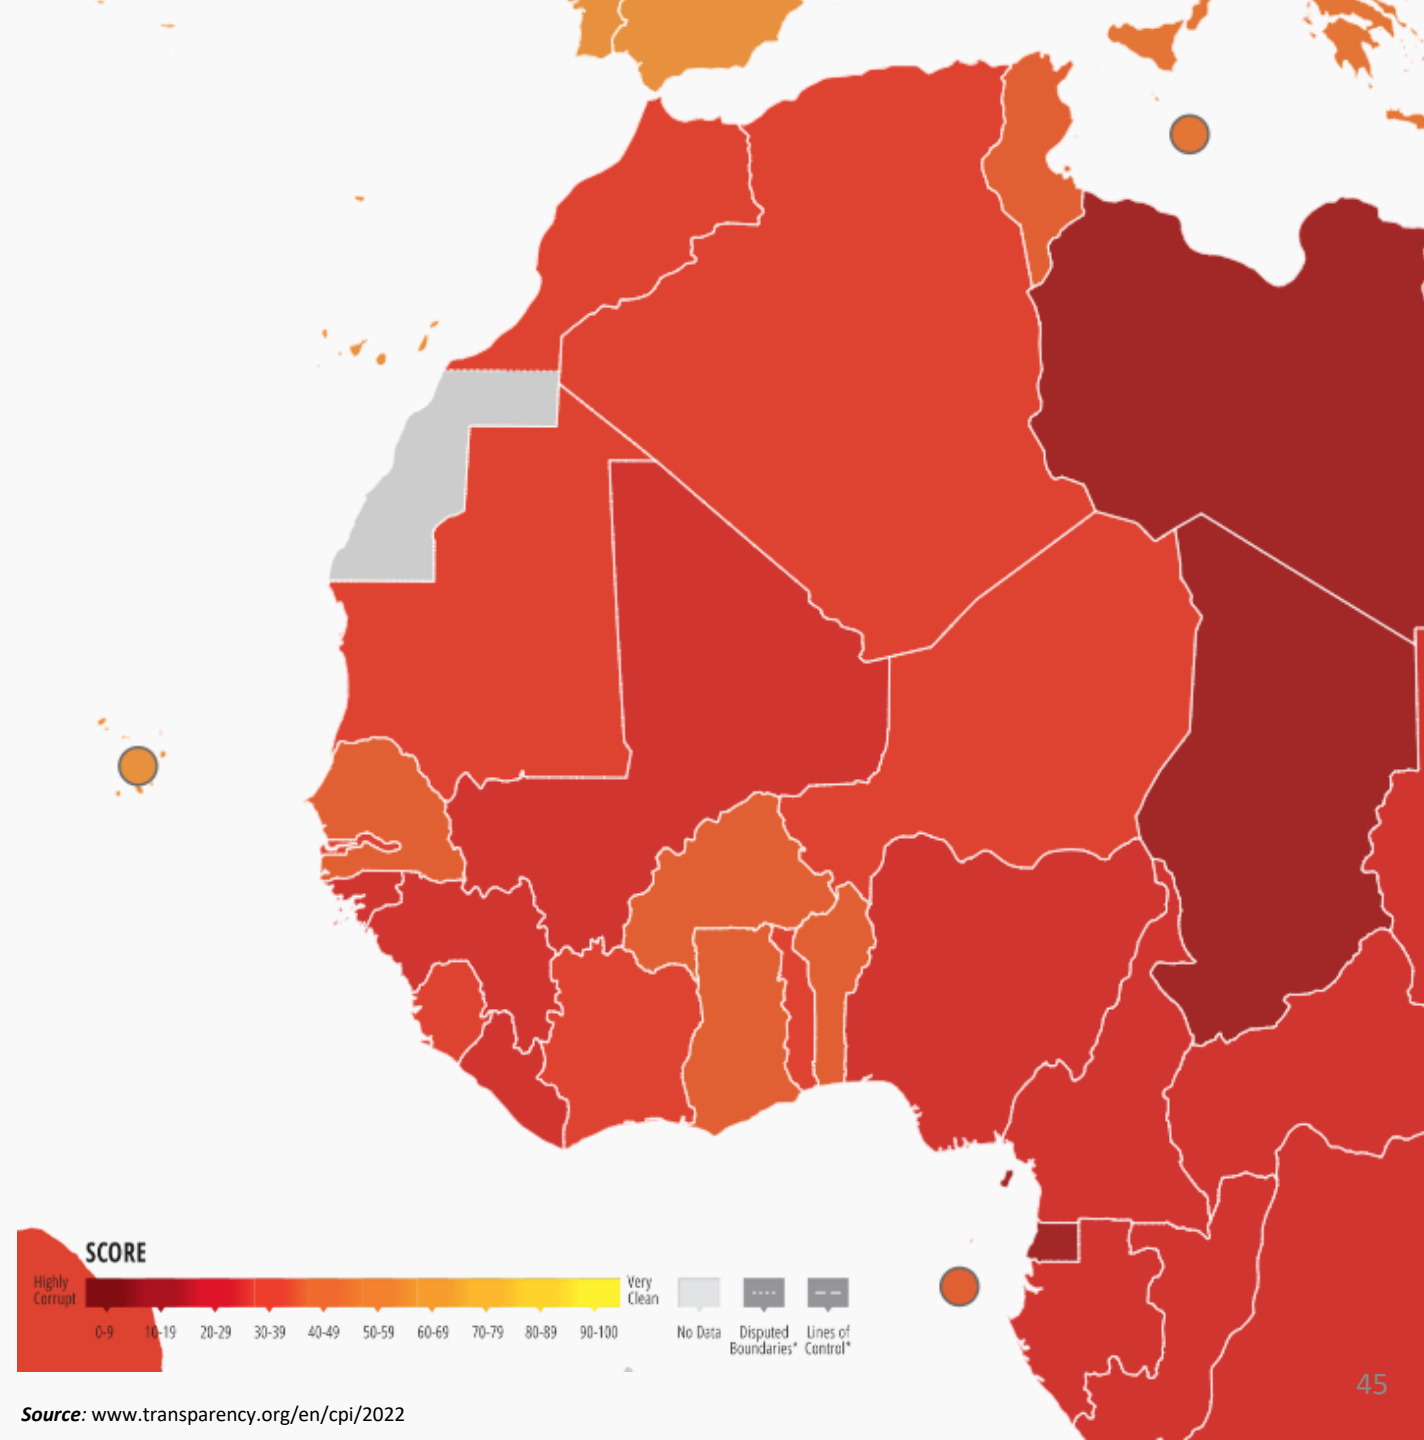 SCORE
Highly
Corrupt
Very
Clean
0-9 10-19 20-29 30-39 40-49 50-59 60-69 70-79 80-89 90-100
No Data
Disputed
Boundaries*
Lines of
Control*
45
Source: www.transparency.org/en/cpi/2022